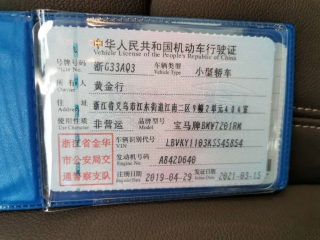 中华人民共和国机动车行驶证
Vehicle License of the People's Republic of China
号牌号码 浙G33AQ3 车辆类型 小型轿车
Plate No. Vehicle Type
所有人 黄金行
Owner
住址 浙江省义乌市江东街道江南二区9幢2单元404室
Address
使用性质 非营运 品牌型号 宝马牌BMW7201RM
Use Character Model
浙江省金华
市公安局交
通警察支队
车辆识别代号 LBVKY1103KSS45854
VIN
发动机号码 A842D646
Engine No.
注册日期 2019-04-29 发证日期 2021-03-15
Register Date Issue Date